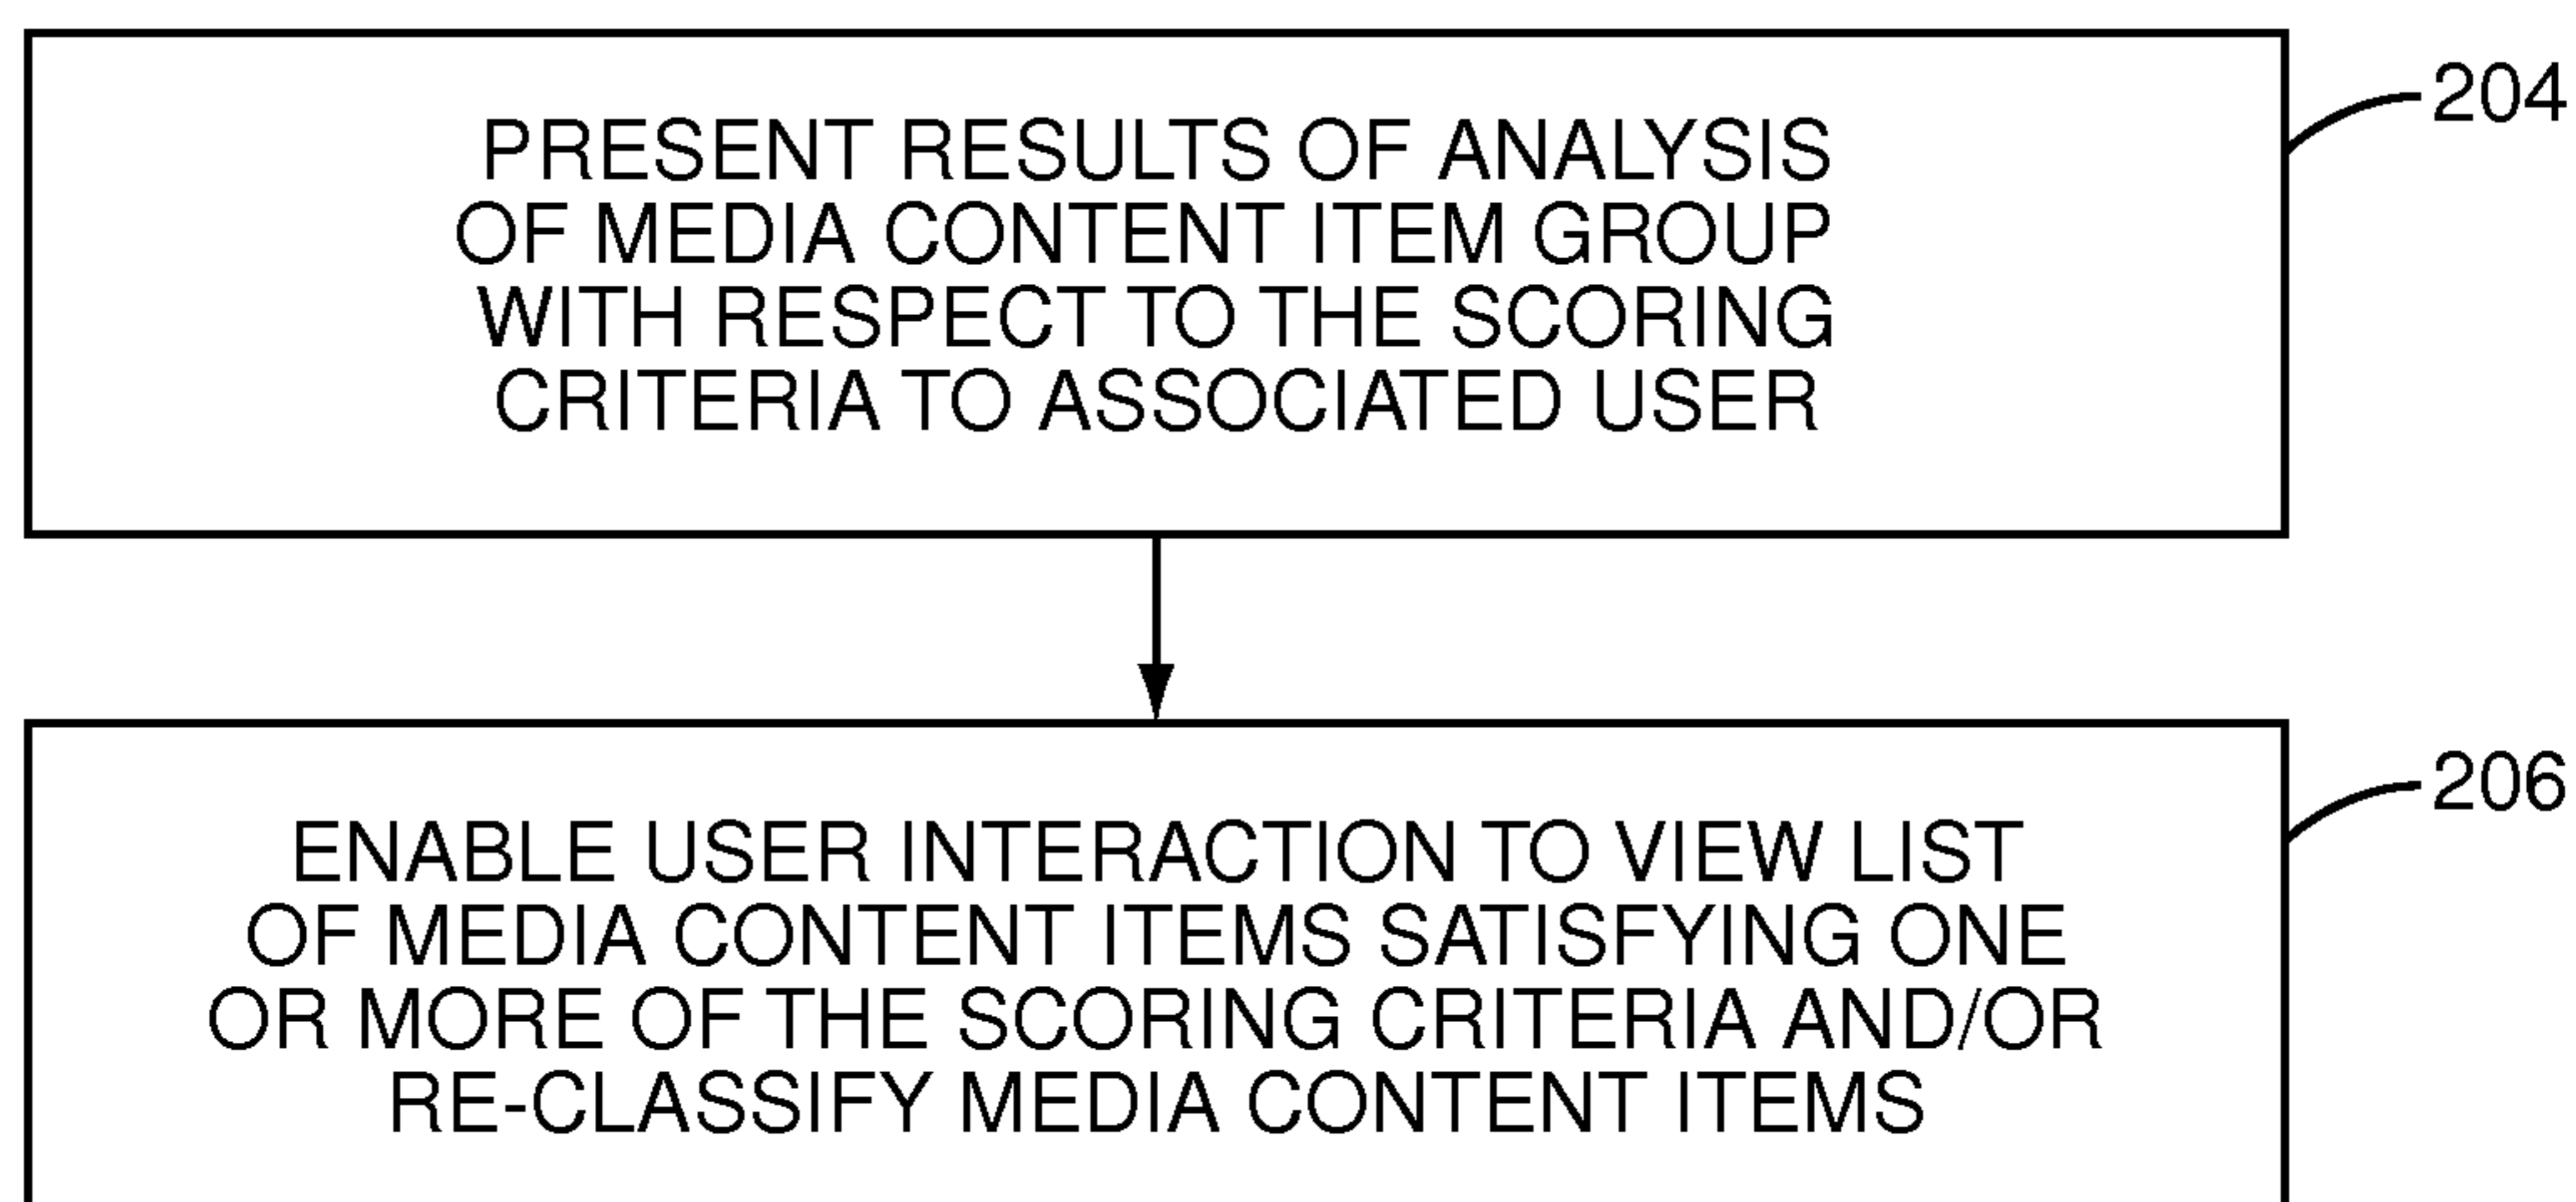 204
PRESENT RESULTS OF ANALYSIS
OF MEDIA CONTENT ITEM GROUP
WITH RESPECT TO THE SCORING
CRITERIA TO ASSOCIATED USER
206
ENABLE USER INTERACTION TO VIEW LIST
OF MEDIA CONTENT ITEMS SATISFYING ONE
OR MORE OF THE SCORING CRITERIA AND/OR
RE-CLASSIFY MEDIA CONTENT ITEMS